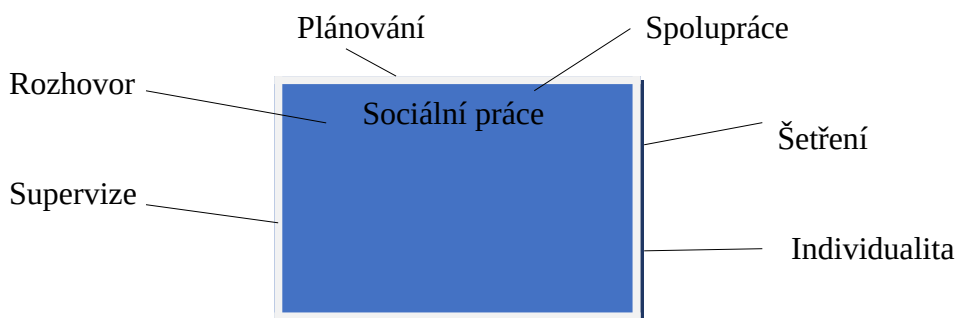 Plánování
Spolupráce
Rozhovor
Sociální práce
Šetření
Supervize
Individualita